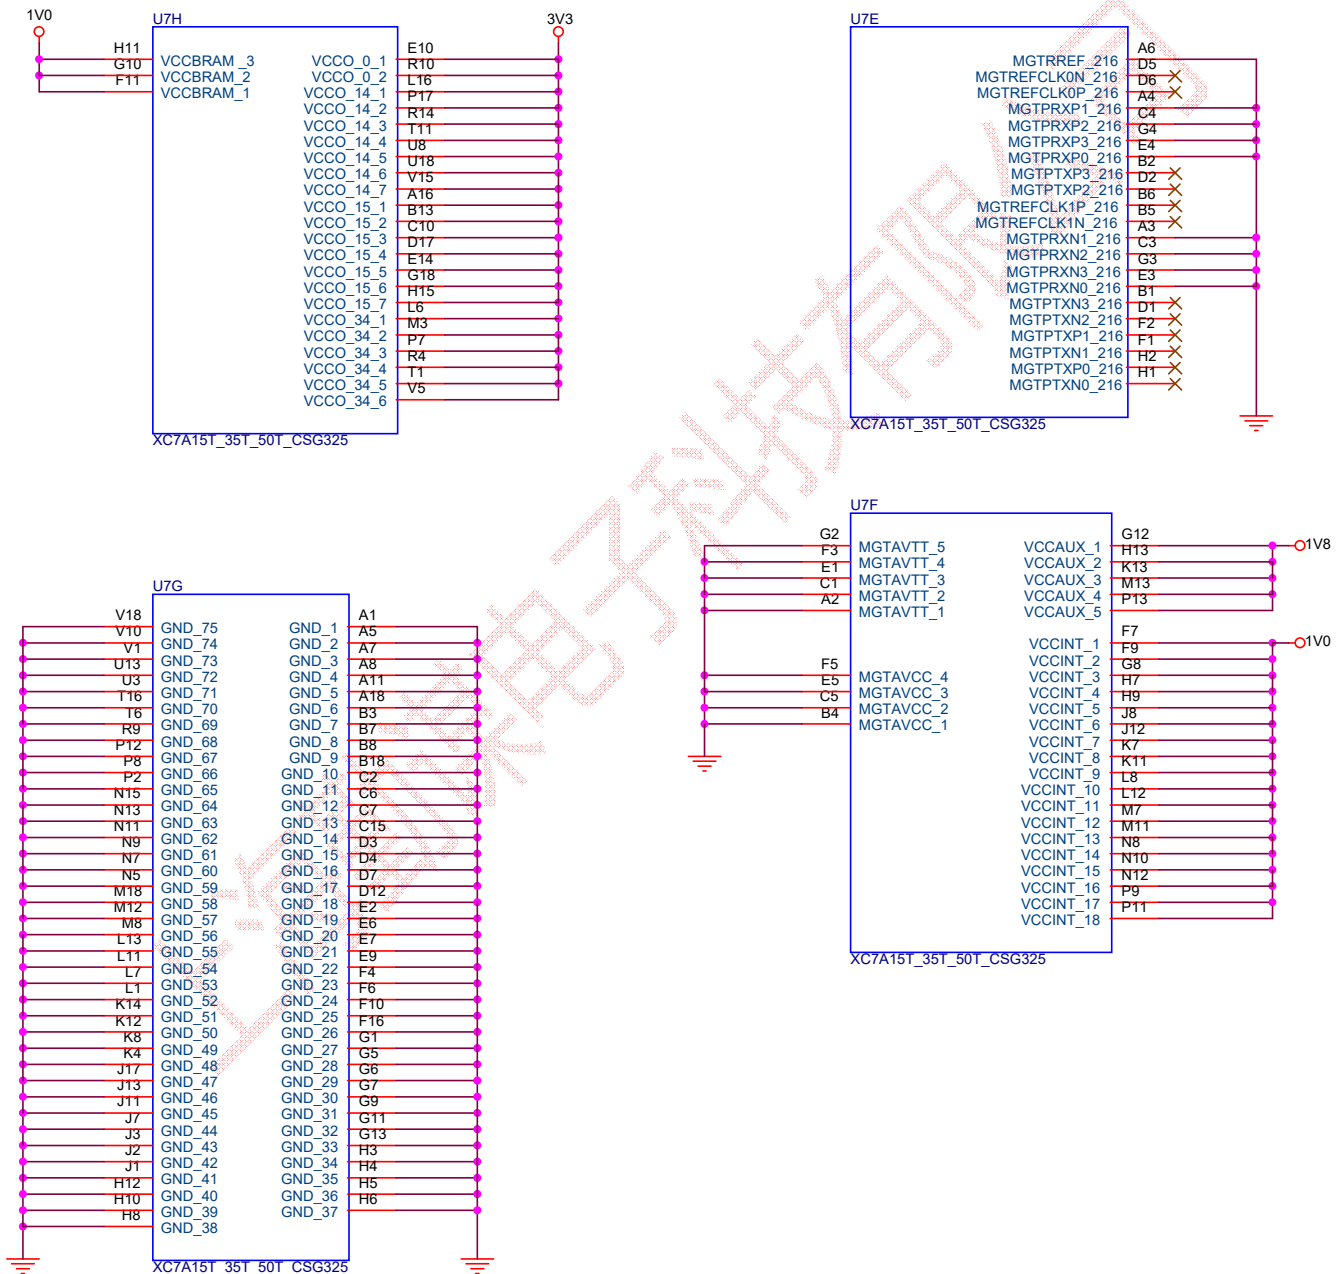 1V0
3V3
U7H
H11 VCCBRAM_3
G10 VCCBRAM_2
F11 VCCBRAM_1
VCCO_0_1 E10
VCCO_0_2 R10
VCCO_14_1 L16
VCCO_14_2 P17
VCCO_14_3 R14
VCCO_14_4 T11
VCCO_14_5 U8
VCCO_14_6 U18
VCCO_14_7 V15
VCCO_15_1 A16
VCCO_15_2 B13
VCCO_15_3 C10
VCCO_15_4 D17
VCCO_15_5 E14
VCCO_15_6 G18
VCCO_15_7 H15
VCCO_34_1 L6
VCCO_34_2 M3
VCCO_34_3 P7
VCCO_34_4 R4
VCCO_34_5 T1
VCCO_34_6 V5
XC7A15T_35T_50T_CSG325
U7E
MGTRREF_216 A6
MGTREFCLK0N_216 D5
MGTREFCLK0P_216 D6
MGTPRXP1_216 A4
MGTPRXP2_216 C4
MGTPRXP3_216 G4
MGTPRXP0_216 E4
MGTPTXP3_216 B2
MGTPTXP2_216 D2
MGTREFCLK1P_216 B6
MGTREFCLK1N_216 B5
MGTPRXN1_216 A3
MGTPRXN2_216 C3
MGTPRXN3_216 G3
MGTPRXN0_216 E3
MGTPTXN3_216 B1
MGTPTXN2_216 D1
MGTPTXP1_216 F2
MGTPTXN1_216 F1
MGTPTXP0_216 H2
MGTPTXN0_216 H1
XC7A15T_35T_50T_CSG325
U7G
V18 GND_75 GND_1 A1
V10 GND_74 GND_2 A5
V1 GND_73 GND_3 A7
U13 GND_72 GND_4 A8
U3 GND_71 GND_5 A11
T16 GND_70 GND_6 A18
T6 GND_69 GND_7 B3
R9 GND_68 GND_8 B7
P12 GND_67 GND_9 B8
P8 GND_66 GND_10 B18
P2 GND_65 GND_11 C2
N15 GND_64 GND_12 C6
N13 GND_63 GND_13 C7
N11 GND_62 GND_14 C15
N9 GND_61 GND_15 D3
N7 GND_60 GND_16 D4
N5 GND_59 GND_17 D7
M18 GND_58 GND_18 D12
M12 GND_57 GND_19 E2
M8 GND_56 GND_20 E6
L13 GND_55 GND_21 E7
L11 GND_54 GND_22 E9
L7 GND_53 GND_23 F4
L1 GND_52 GND_24 F6
K14 GND_51 GND_25 F10
K12 GND_50 GND_26 F16
K8 GND_49 GND_27 G1
K4 GND_48 GND_28 G5
J17 GND_47 GND_29 G6
J13 GND_46 GND_30 G7
J11 GND_45 GND_31 G9
J7 GND_44 GND_32 G11
J3 GND_43 GND_33 G13
J2 GND_42 GND_34 H3
J1 GND_41 GND_35 H4
H12 GND_40 GND_36 H5
H10 GND_39 GND_37 H6
H8 GND_38
XC7A15T_35T_50T_CSG325
U7F
G2 MGTAVTT_5 VCCAUX_1 G12 1V8
F3 MGTAVTT_4 VCCAUX_2 H13
E1 MGTAVTT_3 VCCAUX_3 K13
C1 MGTAVTT_2 VCCAUX_4 M13
A2 MGTAVTT_1 VCCAUX_5 P13
VCCINT_1 F7 1V0
VCCINT_2 F9
F5 MGTAVCC_4 VCCINT_3 G8
E5 MGTAVCC_3 VCCINT_4 H7
C5 MGTAVCC_2 VCCINT_5 H9
B4 MGTAVCC_1 VCCINT_6 J8
VCCINT_7 J12
VCCINT_8 K7
VCCINT_9 K11
VCCINT_10 L8
VCCINT_11 L12
VCCINT_12 M7
VCCINT_13 M11
VCCINT_14 N8
VCCINT_15 N10
VCCINT_16 N12
VCCINT_17 P9
VCCINT_18 P11
XC7A15T_35T_50T_CSG325